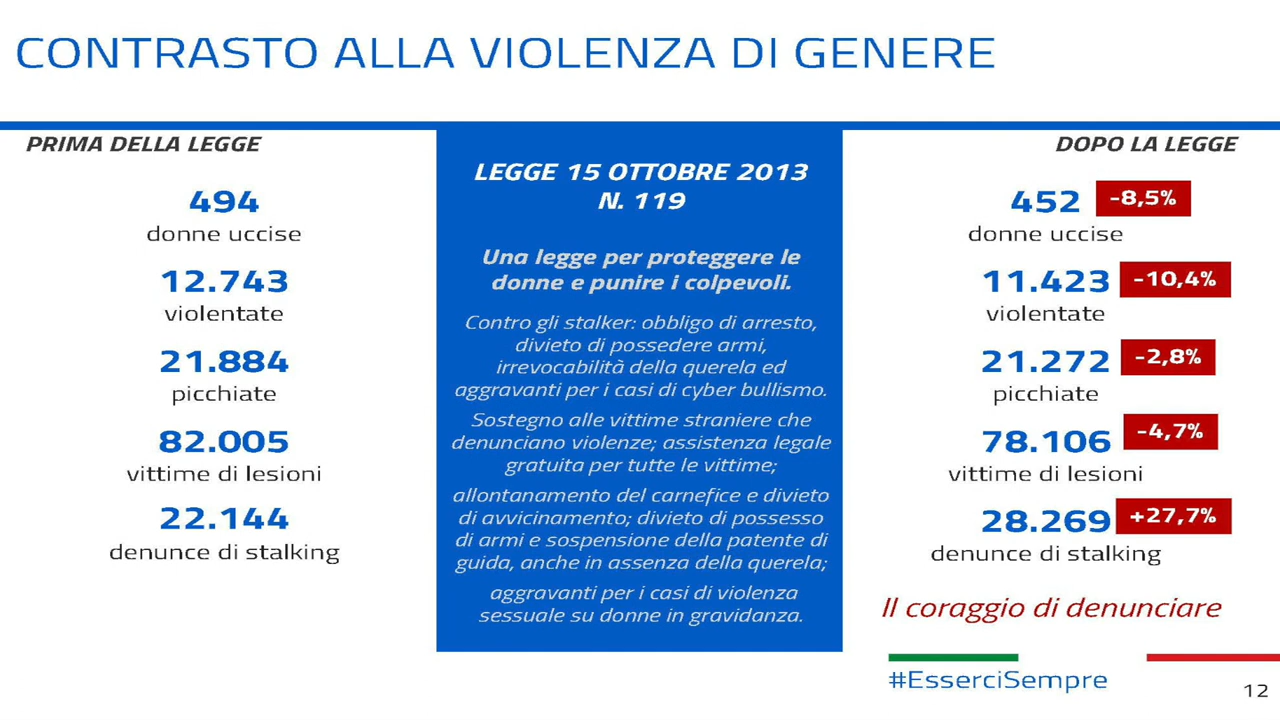 CONTRASTO ALLA VIOLENZA DI GENERE
PRIMA DELLA LEGGE
494
donne uccise
12.743
violentate
21.884
picchiate
82.005
vittime di lesioni
22.144
denunce di stalking
LEGGE 15 OTTOBRE 2013
N. 119
Una legge per proteggere le
donne e punire i colpevoli.
Contro gli stalker: obbligo di arresto,
divieto di possedere armi,
irrevocabilità della querela ed
aggravanti per i casi di cyber bullismo.
Sostegno alle vittime straniere che
denunciano violenze; assistenza legale
gratuita per tutte le vittime;
allontanamento del carnefice e divieto
di avvicinamento; divieto di possesso
di armi e sospensione della patente di
guida, anche in assenza della querela;
aggravanti per i casi di violenza
sessuale su donne in gravidanza.
DOPO LA LEGGE
452 -8,5%
donne uccise
11.423 -10,4%
violentate
21.272 -2,8%
picchiate
78.106 -4,7%
vittime di lesioni
28.269 +27,7%
denunce di stalking
Il coraggio di denunciare
#EsserciSempre
12